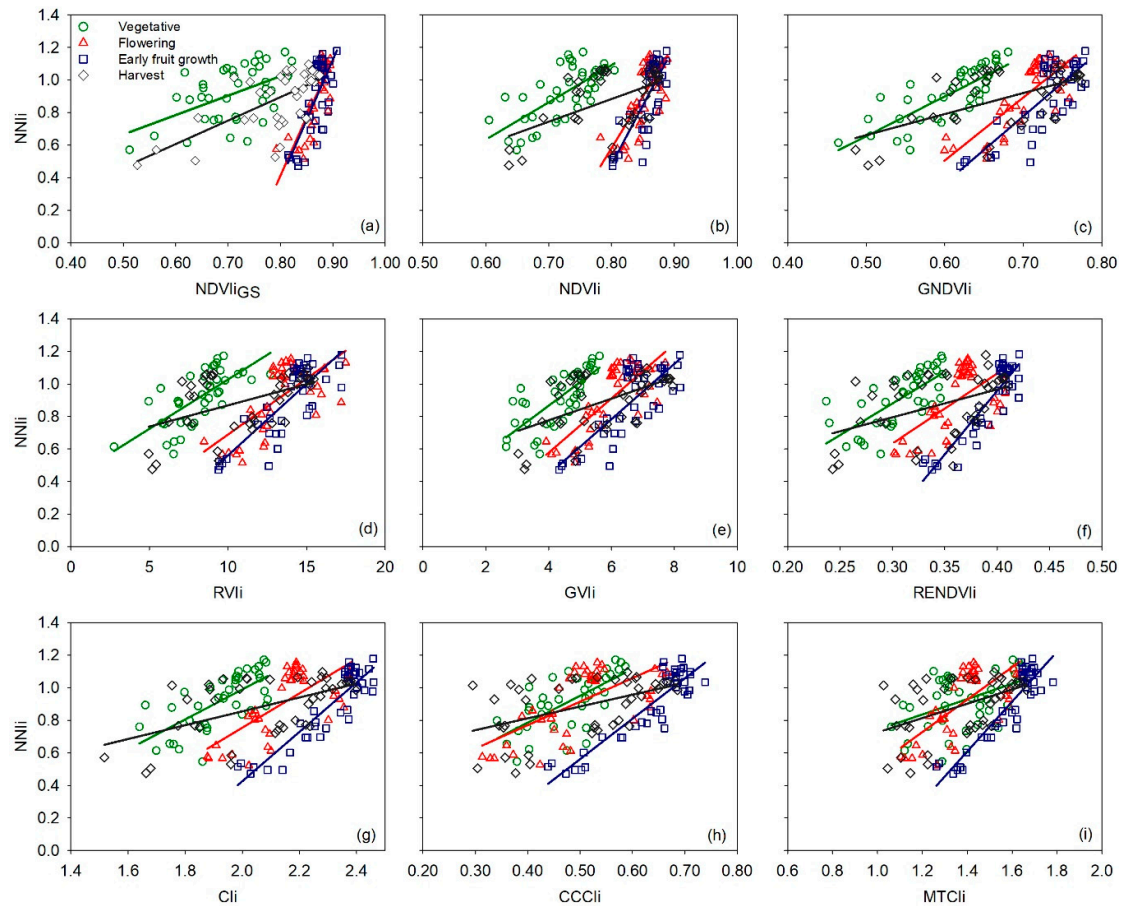 1.4
1.2
1.0
0.8
0.6
0.4
0.2
0.0
NNIi
Vegetative
Flowering
Early fruit growth
Harvest
(a)
(b)
(c)
0.40 0.50 0.60 0.70 0.80 0.90 1.00
0.40 0.50 0.60 0.70 0.80 0.90 1.00
0.40 0.50 0.60 0.70 0.80
NDVIiGS
NDVIi
GNDVIi
1.4
1.2
1.0
0.8
0.6
0.4
0.2
0.0
NNIi
(d)
(e)
(f)
0 5 10 15 20
0 2 4 6 8 10
0.20 0.25 0.30 0.35 0.40 0.45 0.50
RVIi
GVIi
RENDVIi
1.4
1.2
1.0
0.8
0.6
0.4
0.2
0.0
NNIi
(g)
(h)
(i)
1.4 1.6 1.8 2.0 2.2 2.4
0.20 0.30 0.40 0.50 0.60 0.70 0.80
0.8 1.0 1.2 1.4 1.6 1.8 2.0
CIi
CCCIi
MTCIi